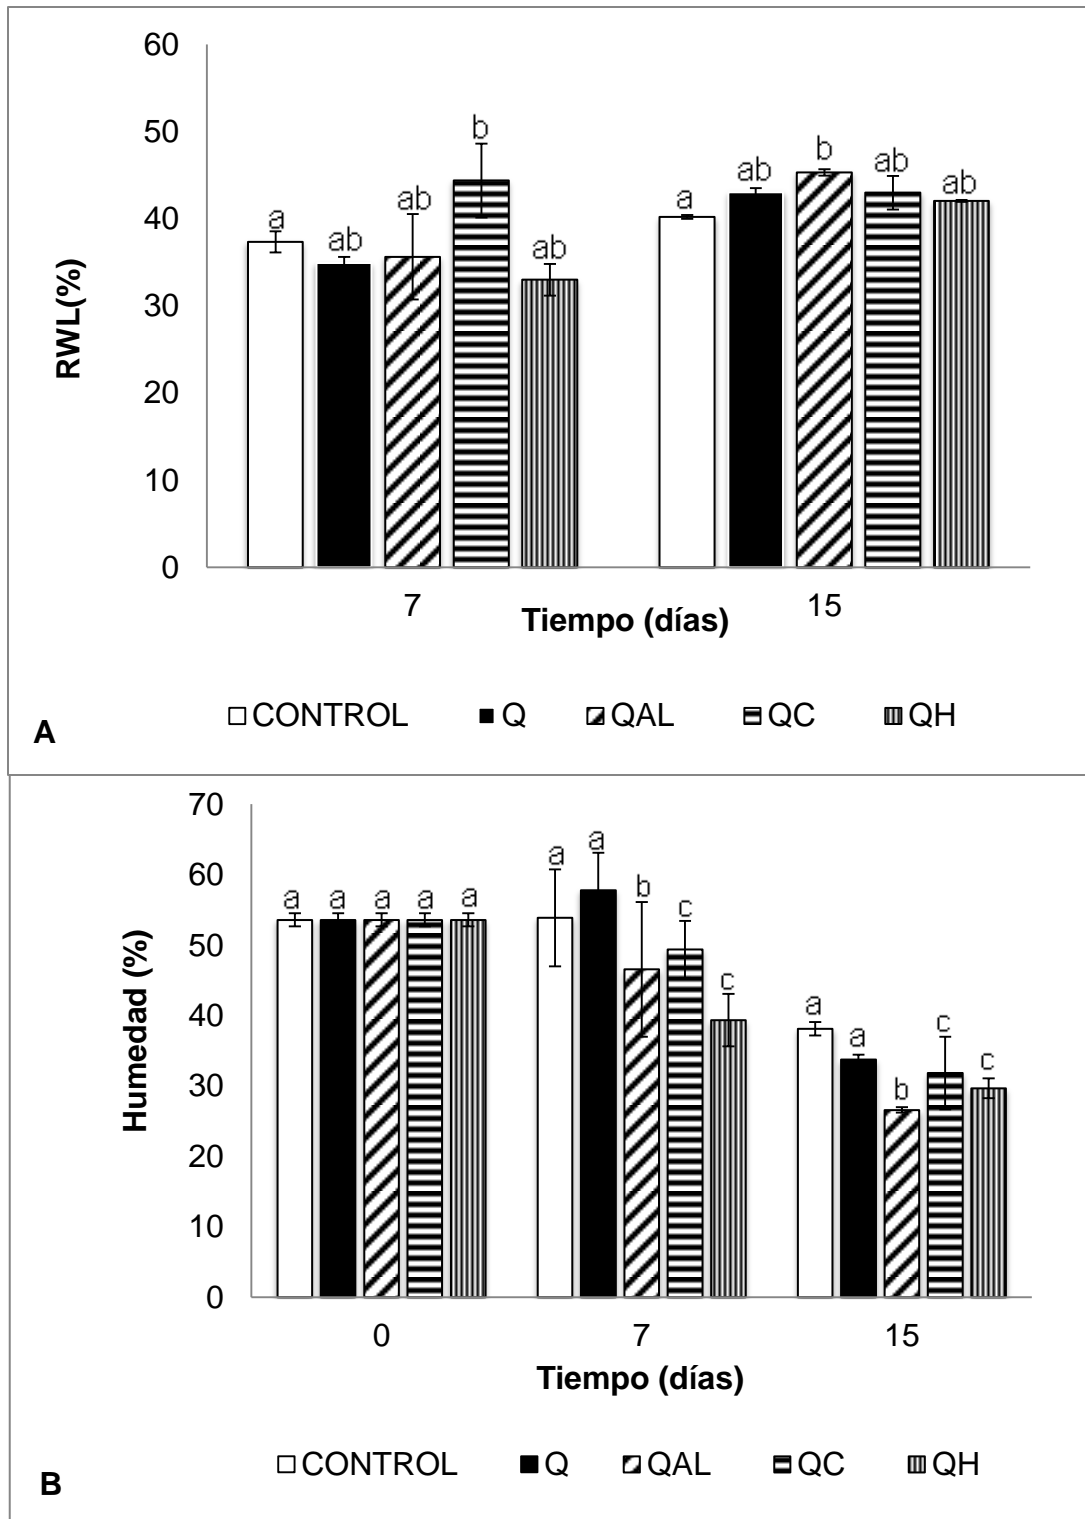 60
50
40
30
20
10
0
RWL(%)
a ab ab b ab
a ab b ab ab
7 15
Tiempo (días)
CONTROL Q QAL QC QH
A
70
60
50
40
30
20
10
0
Humedad (%)
a a a a a
a a b c c
a a b c c
0 7 15
Tiempo (días)
CONTROL Q QAL QC QH
B